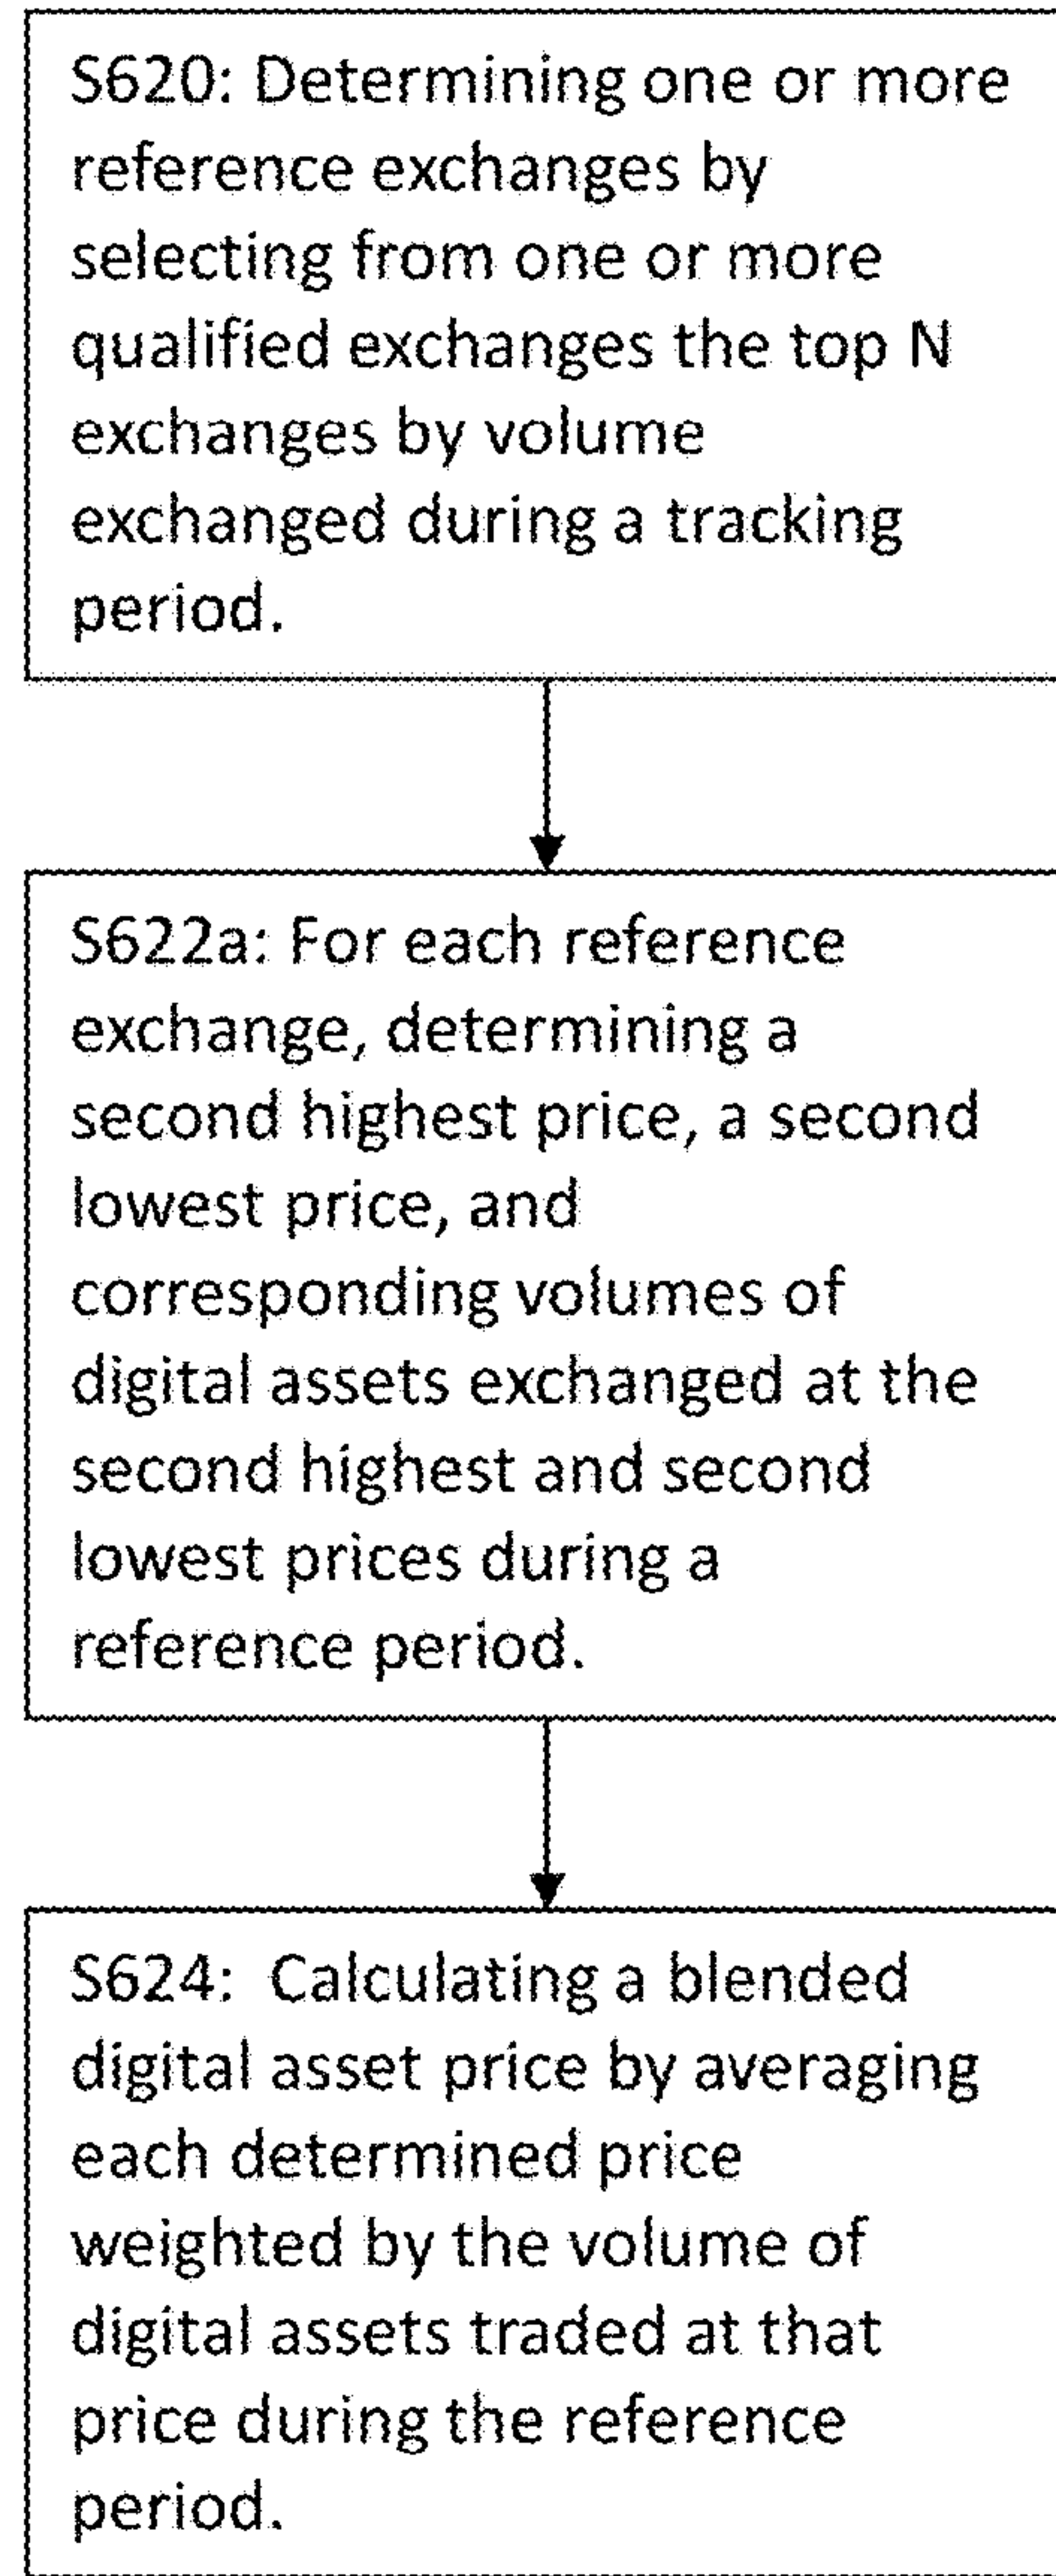 S620: Determining one or more
reference exchanges by
selecting from one or more
qualified exchanges the top N
exchanges by volume
exchanged during a tracking
period.
S622a: For each reference
exchange, determining a
second highest price, a second
lowest price, and
corresponding volumes of
digital assets exchanged at the
second highest and second
lowest prices during a
reference period.
S624:  Calculating a blended
digital asset price by averaging
each determined price
weighted by the volume of
digital assets traded at that
price during the reference
period.